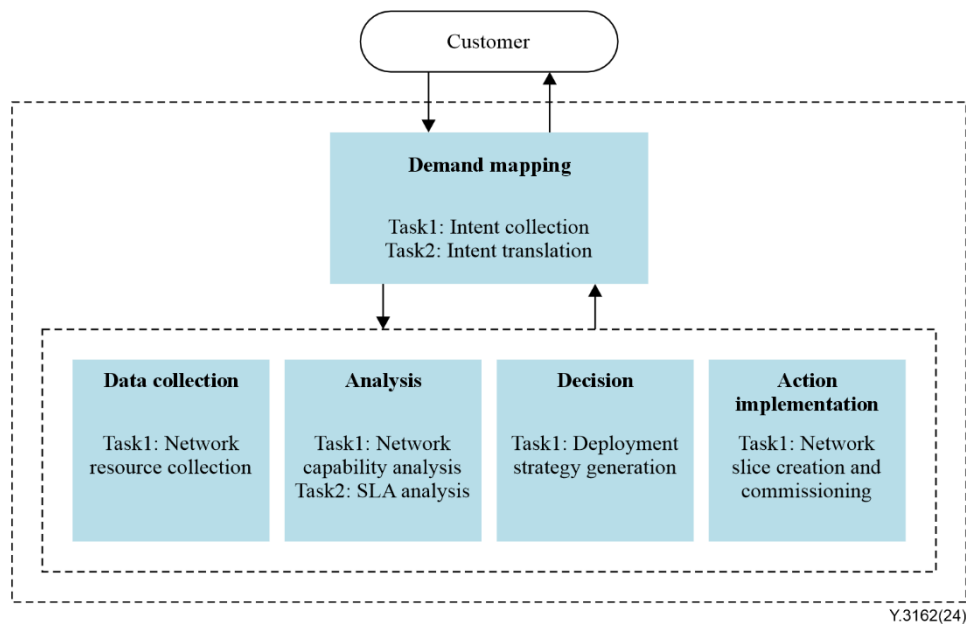 Customer
Demand mapping
Task1: Intent collection
Task2: Intent translation
Data collection
Task1: Network
resource collection
Analysis
Task1: Network
capability analysis
Task2: SLA analysis
Decision
Task1: Deployment
strategy generation
Action
implementation
Task1: Network
slice creation and
commissioning
Y.3162(24)